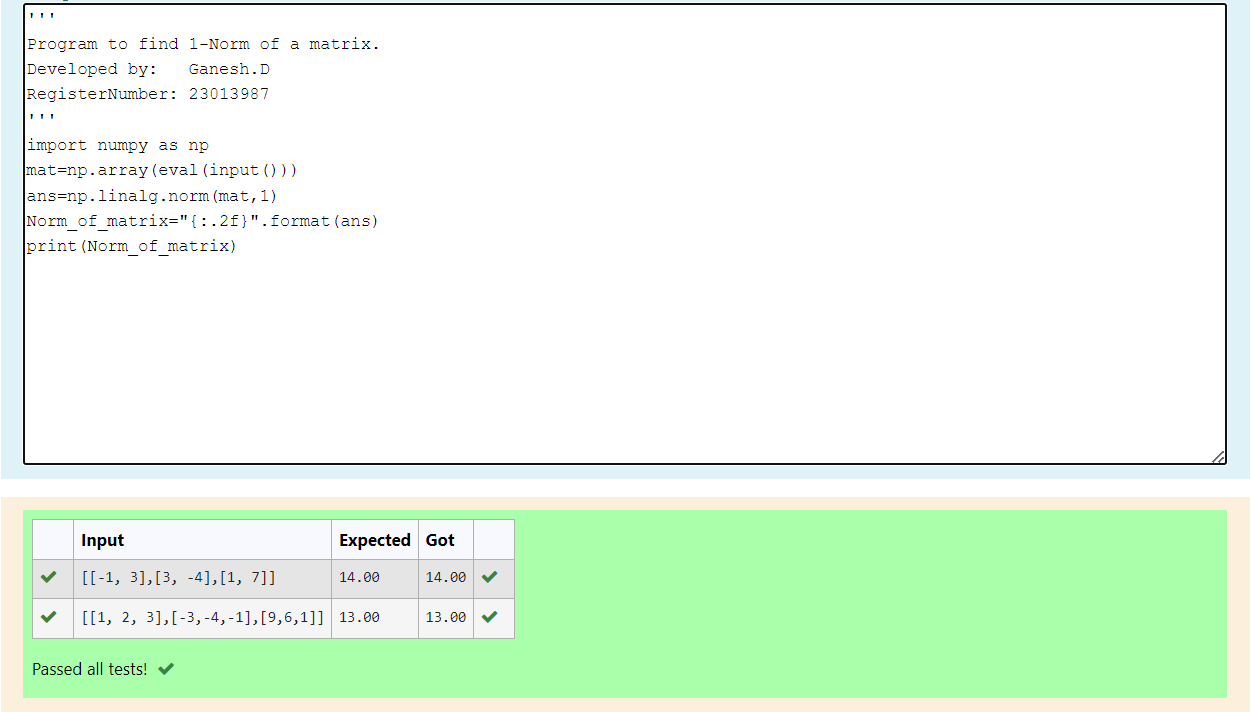 '''
Program to find 1-Norm of a matrix.
Developed by:   Ganesh.D
RegisterNumber: 23013987
'''
import numpy as np
mat=np.array(eval(input()))
ans=np.linalg.norm(mat,1)
Norm_of_matrix="{:.2f}".format(ans)
print(Norm_of_matrix)
Input Expected Got
[[-1, 3],[3, -4],[1, 7]] 14.00 14.00
[[1, 2, 3],[-3,-4,-1],[9,6,1]] 13.00 13.00
Passed all tests!